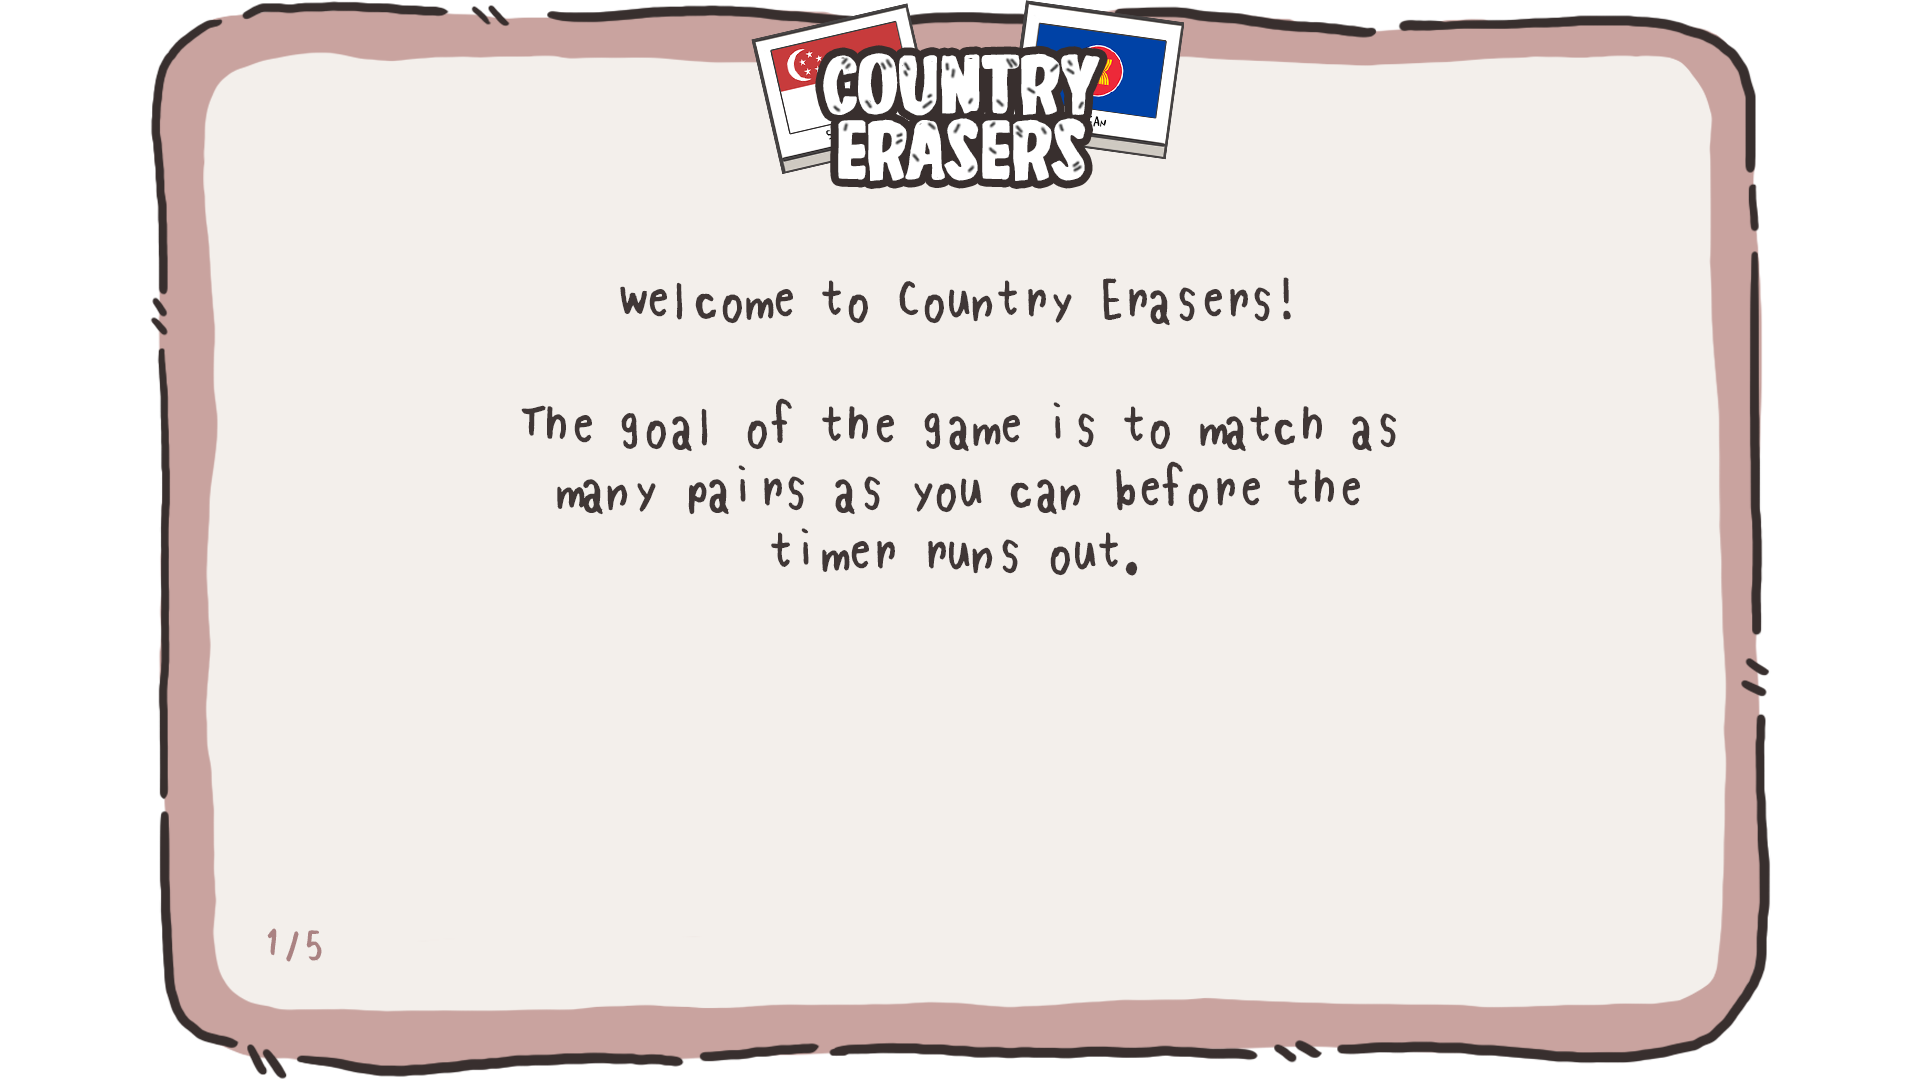 COUNTRY
ERASERS
welcome to Country Erasers!
The goal of the game is to match as
many pairs as you can before the
timer runs out.
1/5